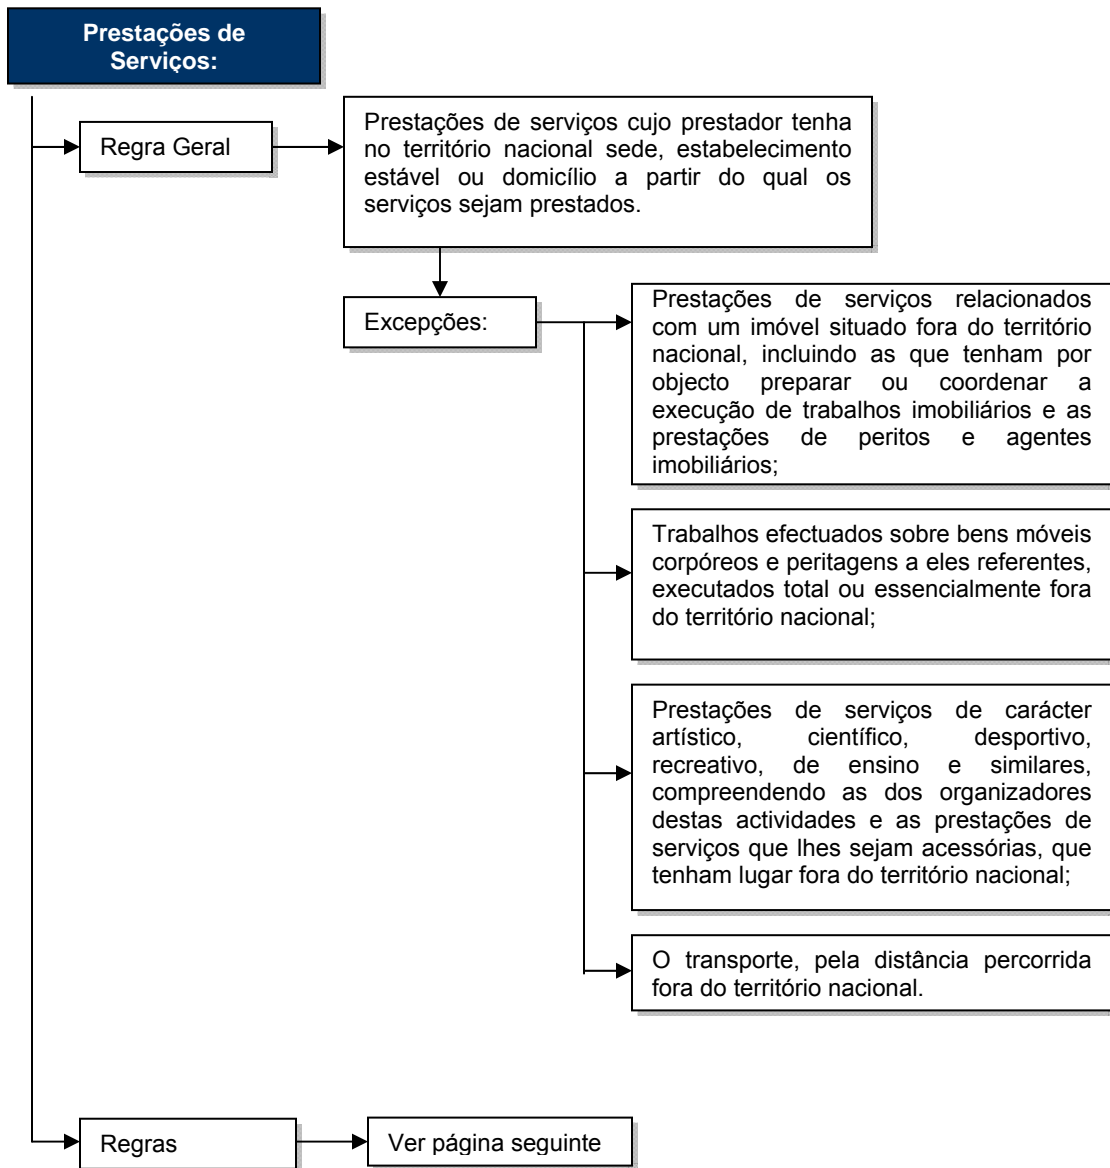 Prestações de
Serviços:
Regra Geral
Prestações de serviços cujo prestador tenha
no território nacional sede, estabelecimento
estável ou domicílio a partir do qual os
serviços sejam prestados.
Excepções:
Prestações de serviços relacionados
com um imóvel situado fora do território
nacional, incluindo as que tenham por
objecto preparar ou coordenar a
execução de trabalhos imobiliários e as
prestações de peritos e agentes
imobiliários;
Trabalhos efectuados sobre bens móveis
corpóreos e peritagens a eles referentes,
executados total ou essencialmente fora
do território nacional;
Prestações de serviços de carácter
artístico, científico, desportivo,
recreativo, de ensino e similares,
compreendendo as dos organizadores
destas actividades e as prestações de
serviços que lhes sejam acessórias, que
tenham lugar fora do território nacional;
O transporte, pela distância percorrida
fora do território nacional.
Regras
Ver página seguinte